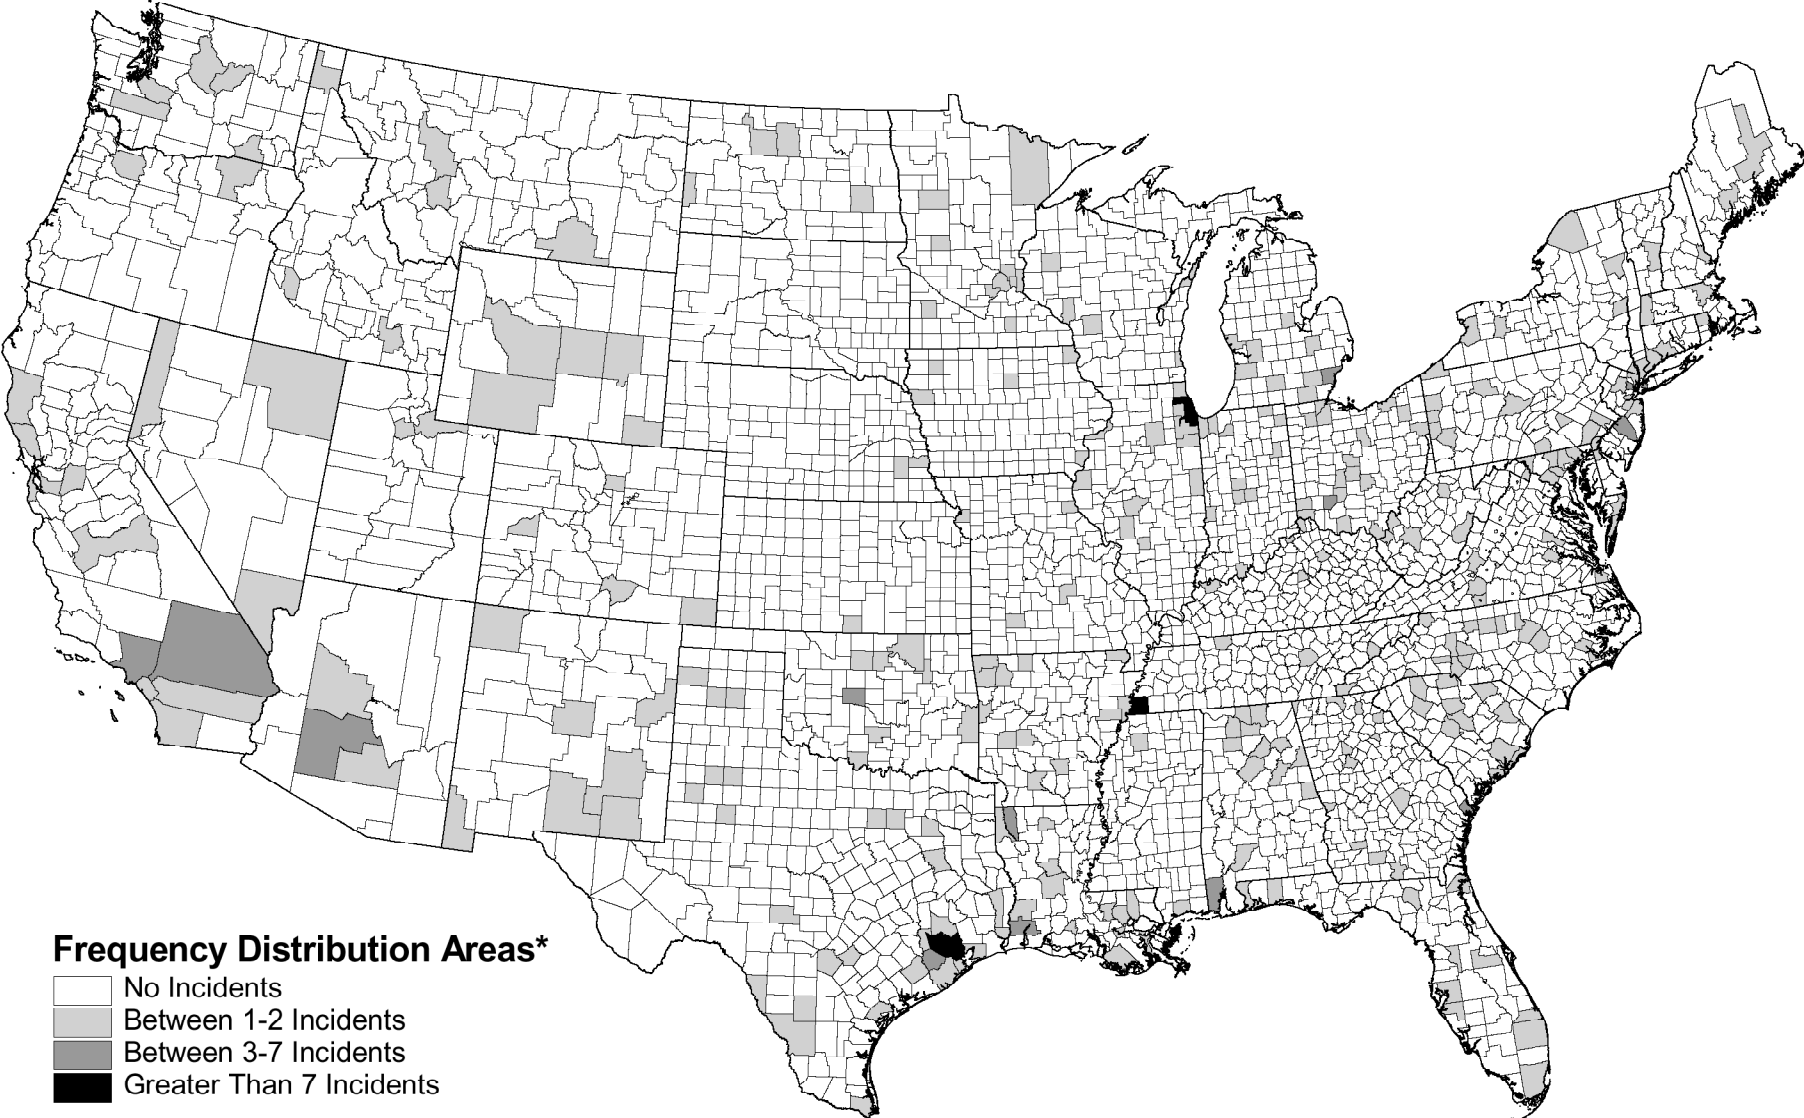 Frequency Distribution Areas*
No Incidents
Between 1-2 Incidents
Between 3-7 Incidents
Greater Than 7 Incidents